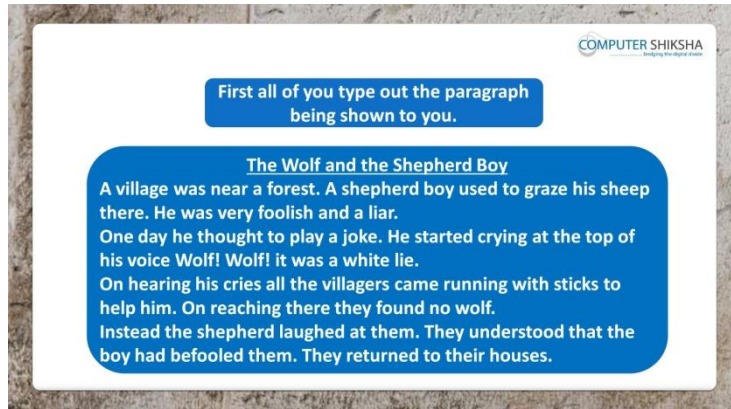 COMPUTER SHIKSHA
bridging the digital divide
First all of you type out the paragraph
being shown to you.
The Wolf and the Shepherd Boy
A village was near a forest. A shepherd boy used to graze his sheep
there. He was very foolish and a liar.
One day he thought to play a joke. He started crying at the top of
his voice Wolf! Wolf! it was a white lie.
On hearing his cries all the villagers came running with sticks to
help him. On reaching there they found no wolf.
Instead the shepherd laughed at them. They understood that the
boy had befooled them. They returned to their houses.